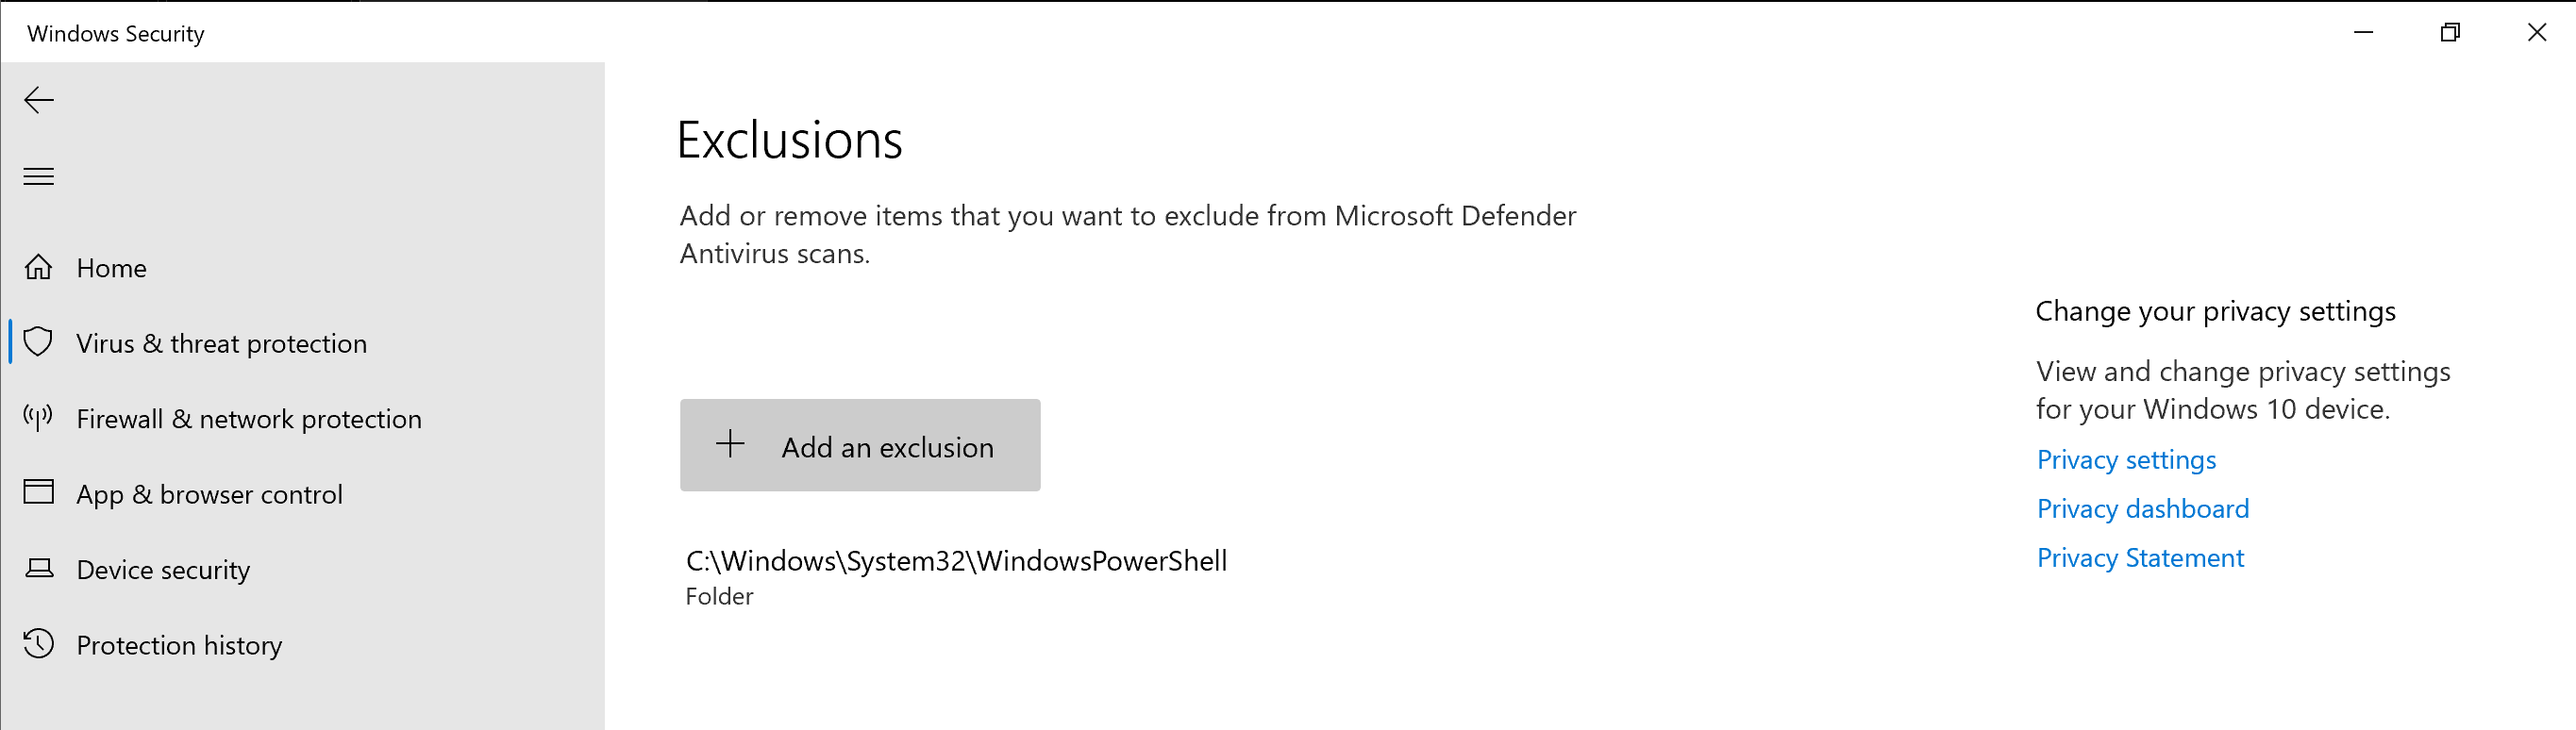 Windows Security
Home
Virus & threat protection
Firewall & network protection
App & browser control
Device security
Protection history
Exclusions
Add or remove items that you want to exclude from Microsoft Defender
Antivirus scans.
Add an exclusion
C:\Windows\System32\WindowsPowerShell
Folder
Change your privacy settings
View and change privacy settings
for your Windows 10 device.
Privacy settings
Privacy dashboard
Privacy Statement